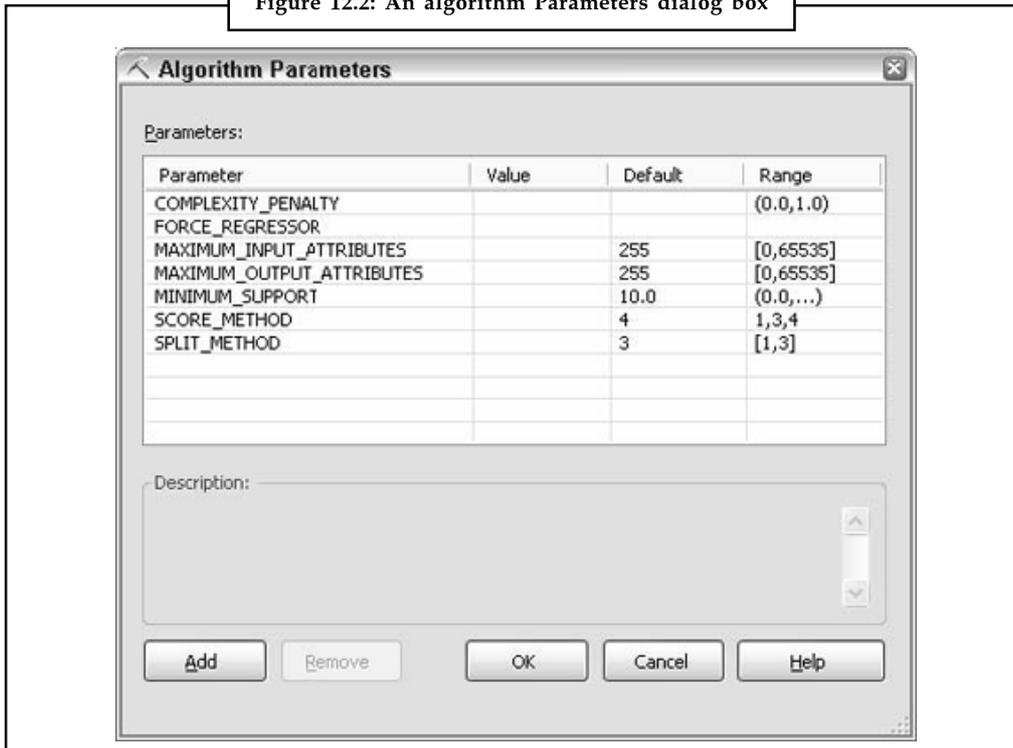 Figure 12.2: An algorithm Parameters dialog box
Algorithm Parameters
Parameters:
Parameter Value Default Range
COMPLEXITY_PENALTY (0.0,1.0)
FORCE_REGRESSOR
MAXIMUM_INPUT_ATTRIBUTES 255 [0,65535]
MAXIMUM_OUTPUT_ATTRIBUTES 255 [0,65535]
MINIMUM_SUPPORT 10.0 (0.0,...)
SCORE_METHOD 4 1,3,4
SPLIT_METHOD 3 [1,3]
Description:
Add Remove OK Cancel Help